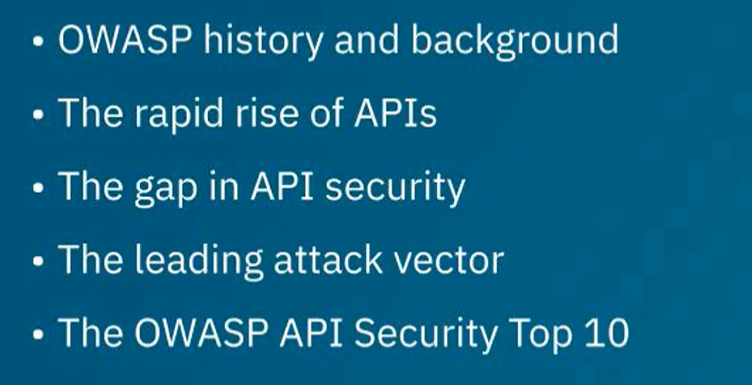 • OWASP history and background
• The rapid rise of APIs
• The gap in API security
• The leading attack vector
• The OWASP API Security Top 10